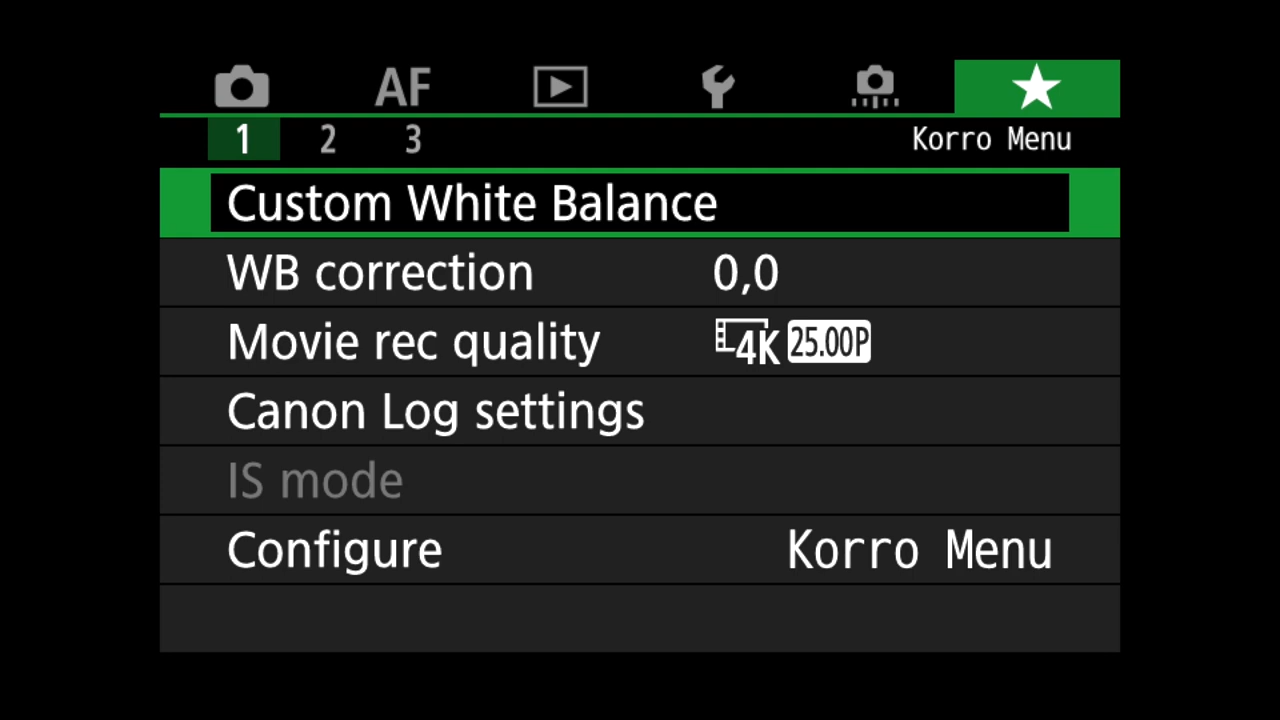 AF
1 2 3 Korro Menu
Custom White Balance
WB correction 0,0
Movie rec quality 4K 25.00P
Canon Log settings
IS mode
Configure Korro Menu